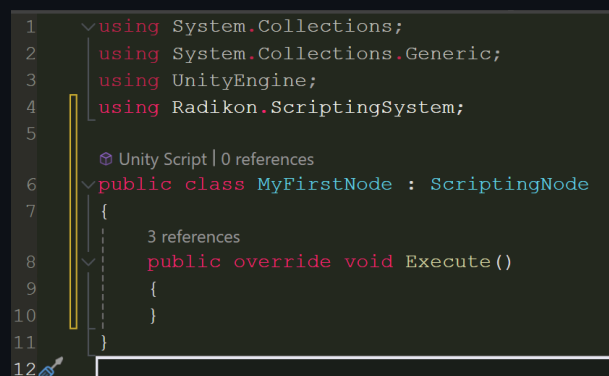 1 using System.Collections;
2 using System.Collections.Generic;
3 using UnityEngine;
4 using Radikon.ScriptingSystem;
5
Unity Script | 0 references
6 public class MyFirstNode : ScriptingNode
7 {
3 references
8 public override void Execute()
9 {
10 }
11 }
12